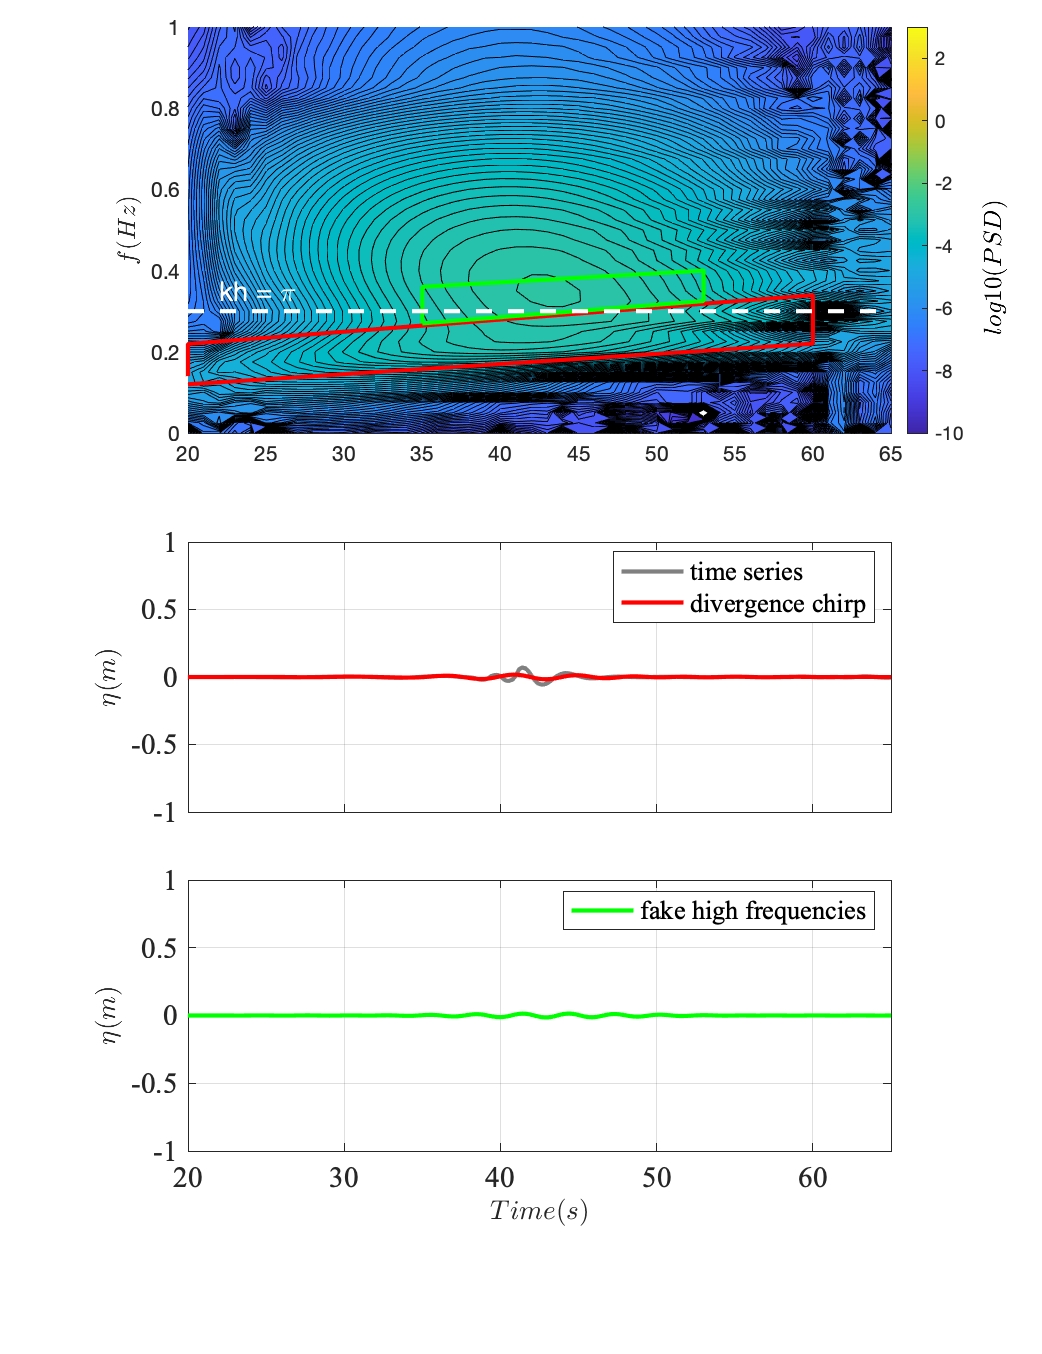 1
0.8
0.6
0.4
0.2
0
f(Hz)
kh = π
20 25 30 35 40 45 50 55 60 65
2
0
-2
-4
-6
-8
-10
log10(PSD)
1
0.5
0
-0.5
-1
η(m)
time series
divergence chirp
1
0.5
0
-0.5
-1
η(m)
fake high frequencies
20 30 40 50 60
Time(s)